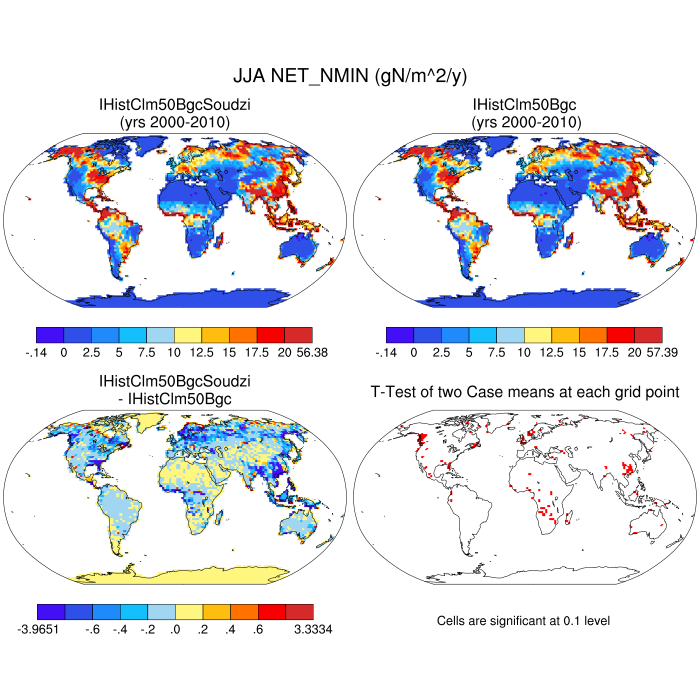 JJA NET_NMIN (gN/m^2/y)
IHistClm50BgcSoudzi
(yrs 2000-2010)
IHistClm50Bgc
(yrs 2000-2010)
-.14 0 2.5 5 7.5 10 12.5 15 17.5 20 56.38
-.14 0 2.5 5 7.5 10 12.5 15 17.5 20 57.39
IHistClm50BgcSoudzi
- IHistClm50Bgc
T-Test of two Case means at each grid point
-3.9651 -.6 -.4 -.2 .0 .2 .4 .6 3.3334
Cells are significant at 0.1 level